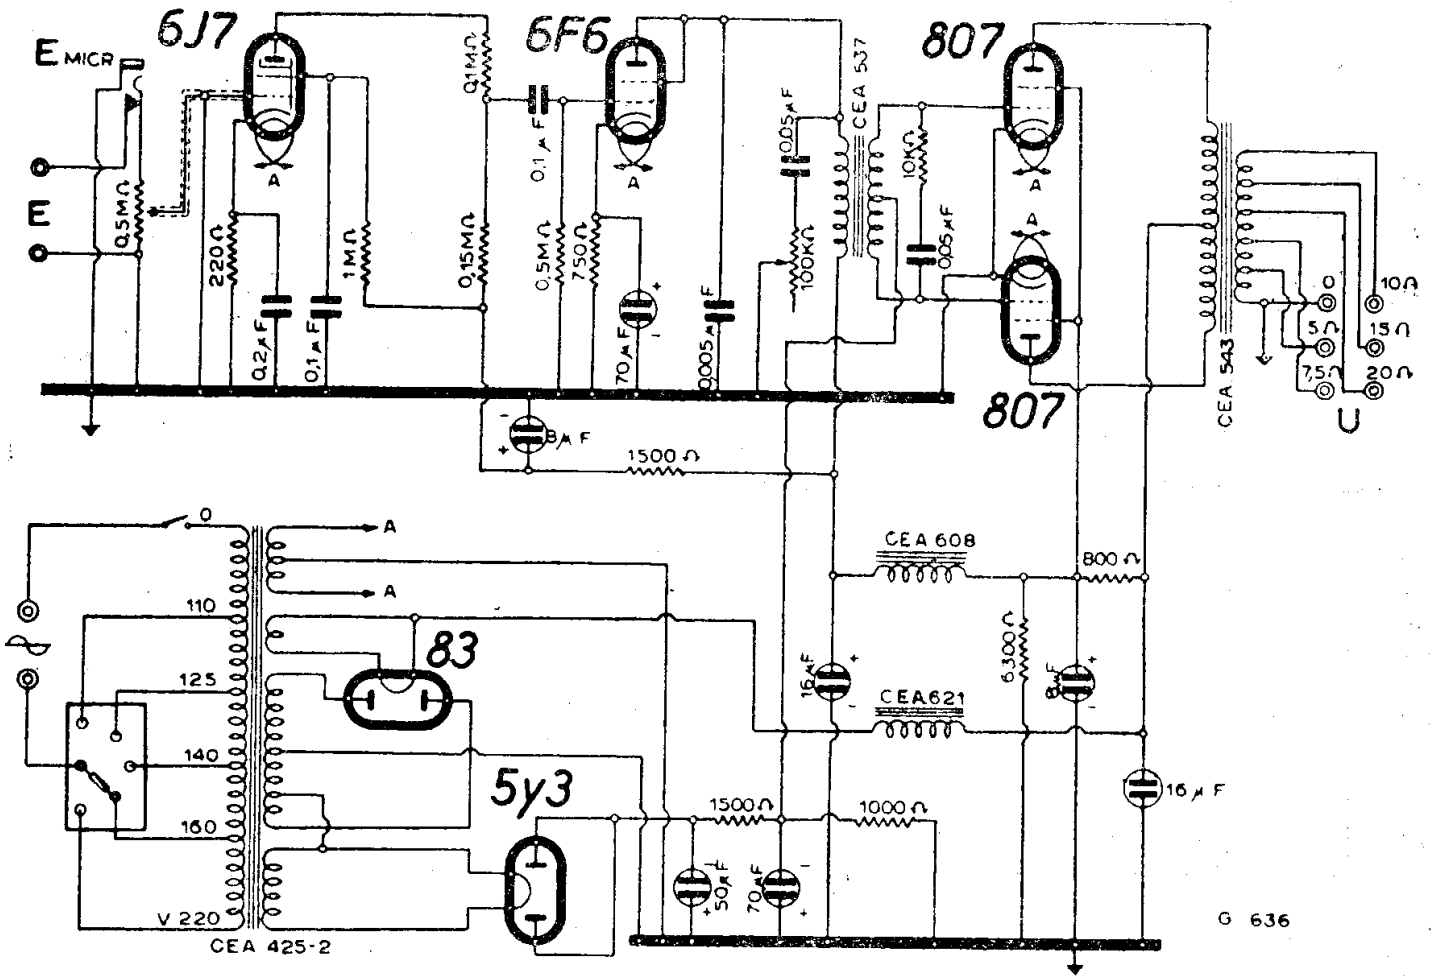 6J7
6F6
807
E MICR
E
0,5MΩ
A
220Ω
0,2μF
0,1μF
1MΩ
0,1MΩ
0,15MΩ
0,1μF
0,5MΩ
750Ω
A
70μF
+
-
0,005μF
0,05μF
100KΩ
CEA 537
10KΩ
0,05μF
A
A
807
CEA 543
0
10Ω
5Ω
15Ω
7,5Ω
20Ω
U
-
+
8μF
1500Ω
0
110
125
140
160
V 220
CEA 425-2
A
A
83
5y3
CEA 608
800Ω
6300Ω
16μF
+
-
8μF
+
-
CEA621
16μF
1500Ω
1000Ω
50μF
+
70μF
-
+
G 636